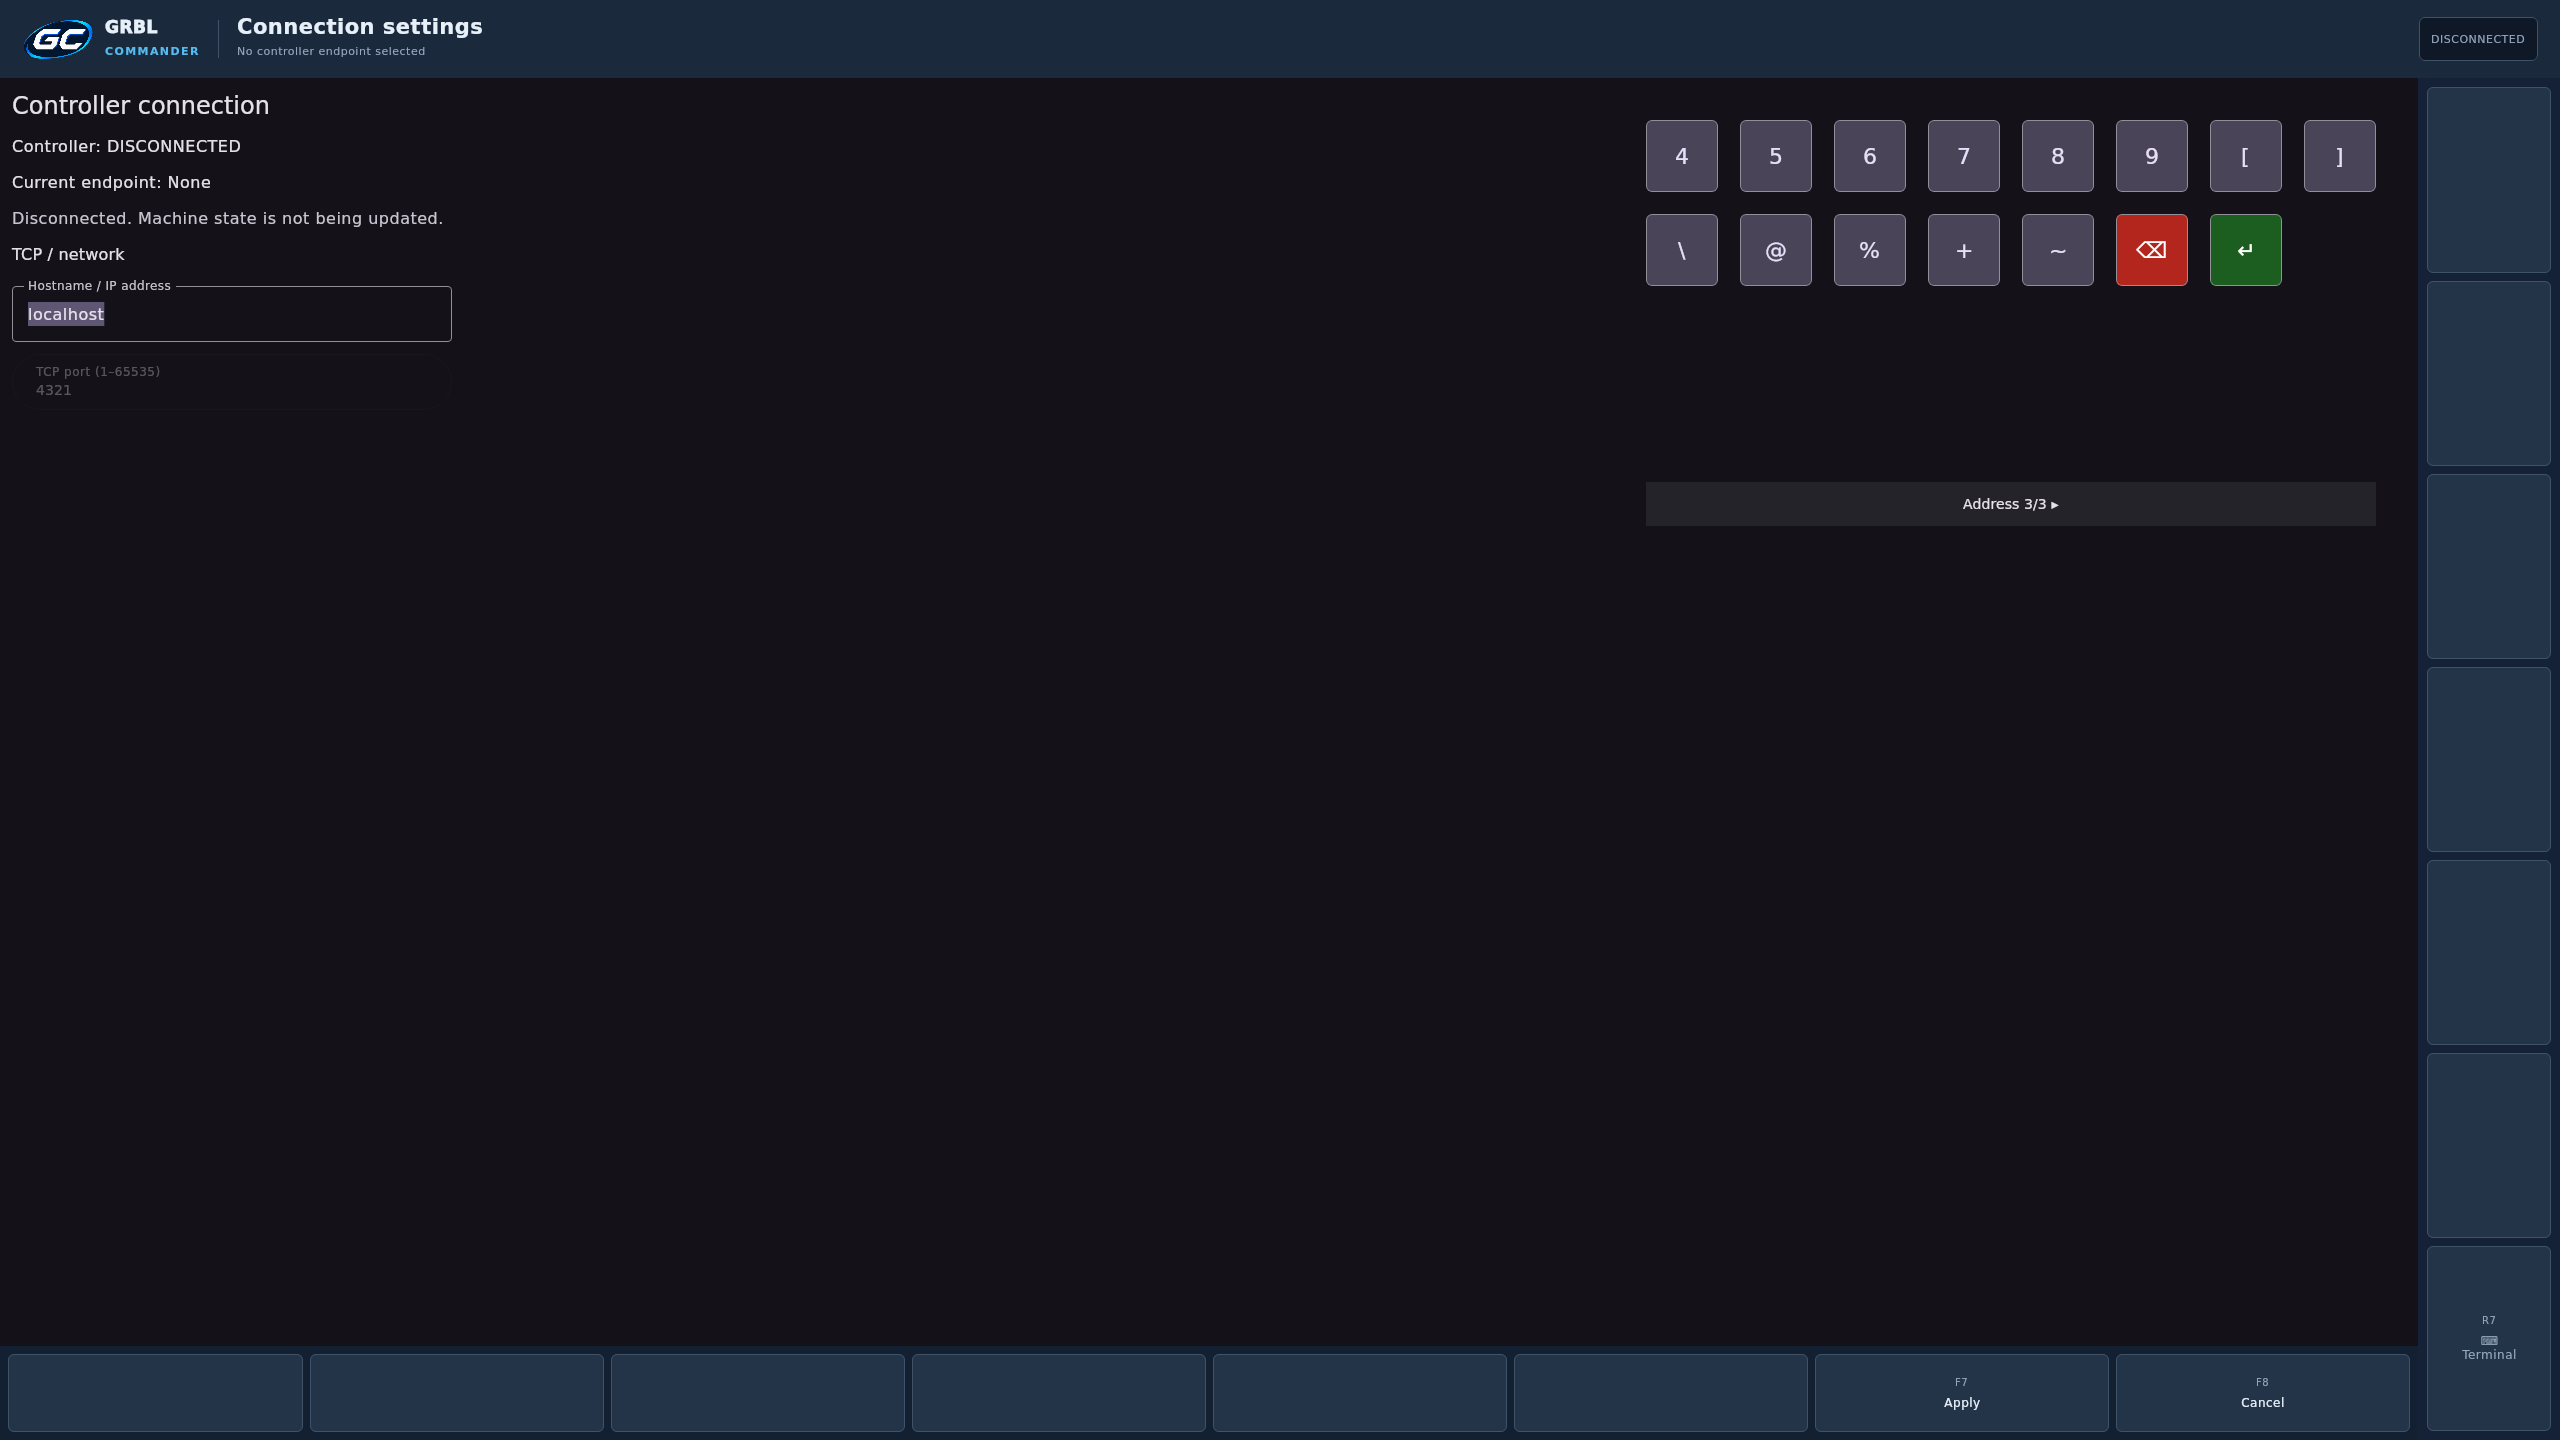 GC
GRBL
COMMANDER
Connection settings
No controller endpoint selected
DISCONNECTED
Controller connection
Controller: DISCONNECTED
Current endpoint: None
Disconnected. Machine state is not being updated.
TCP / network
Hostname / IP address
localhost
TCP port (1–65535)
4321
4 5 6 7 8 9 [ ]
\ @ % + ~ ⌫ ↵
Address 3/3 ▸
R7
⌨
Terminal
F7
Apply
F8
Cancel